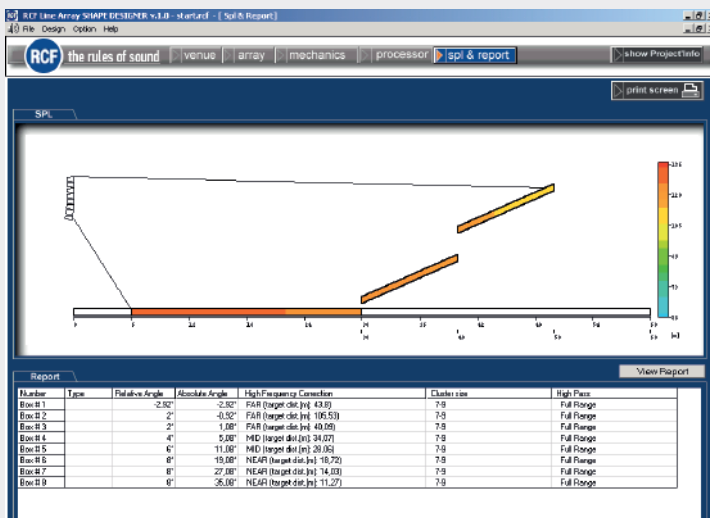 RCF Line Array SHAPE DESIGNER v.1.0 - start.rcf - [ Spl & Report]
File Design Option Help
RCF the rules of sound venue array mechanics processor spl & report show Project'Info
print screen
SPL
Report
View Report
Number Type Relative Angle Absolute Angle High Frequency Correction Cluster size High Pass
Box # 1 -2,92° -2,92° FAR (target dist.[m]: 43,8) 7-9 Full Range
Box # 2 2° -0,92° FAR (target dist.[m]: 105,53) 7-9 Full Range
Box # 3 2° 1,08° FAR (target dist.[m]: 40,09) 7-9 Full Range
Box # 4 4° 5,08° MID (target dist.[m]: 34,07) 7-9 Full Range
Box # 5 6° 11,08° MID (target dist.[m]: 28,06) 7-9 Full Range
Box # 6 8° 19,08° NEAR (target dist.[m]: 18,72) 7-9 Full Range
Box # 7 8° 27,08° NEAR (target dist.[m]: 14,03) 7-9 Full Range
Box # 8 8° 35,08° NEAR (target dist.[m]: 11,27) 7-9 Full Range